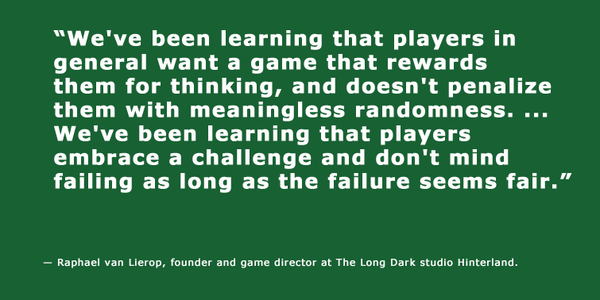 “We've been learning that players in
general want a game that rewards
them for thinking, and doesn't penalize
them with meaningless randomness. ...
We've been learning that players
embrace a challenge and don't mind
failing as long as the failure seems fair.”
— Raphael van Lierop, founder and game director at The Long Dark studio Hinterland.